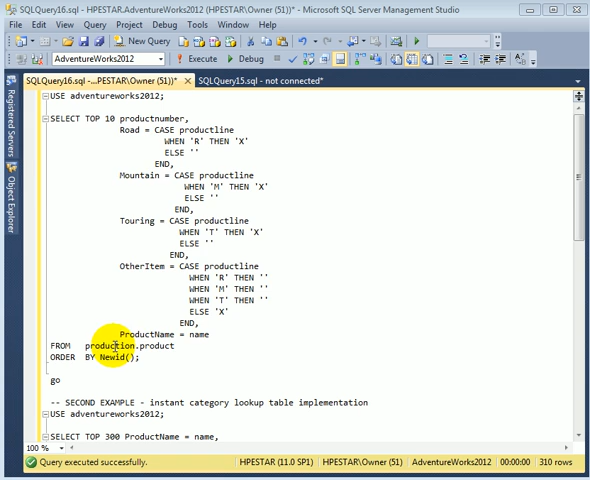 SQLQuery16.sql - HPESTAR.AdventureWorks2012 (HPESTAR\Owner (51))* - Microsoft SQL Server Management Studio
File Edit View Query Project Debug Tools Window Help
New Query
AdventureWorks2012 Execute Debug
SQLQuery16.sql -...PESTAR\Owner (51))* SQLQuery15.sql - not connected*
Registered Servers
Object Explorer
USE adventureworks2012;
SELECT TOP 10 productnumber,
Road = CASE productline
WHEN 'R' THEN 'X'
ELSE ''
END,
Mountain = CASE productline
WHEN 'M' THEN 'X'
ELSE ''
END,
Touring = CASE productline
WHEN 'T' THEN 'X'
ELSE ''
END,
OtherItem = CASE productline
WHEN 'R' THEN ''
WHEN 'M' THEN ''
WHEN 'T' THEN ''
ELSE 'X'
END,
ProductName = name
FROM production.product
ORDER BY Newid();
go
-- SECOND EXAMPLE - instant category lookup table implementation
USE adventureworks2012;
SELECT TOP 300 ProductName = name,
100 %
Query executed successfully. HPESTAR (11.0 SP1) HPESTAR\Owner (51) AdventureWorks2012 00:00:00 310 rows